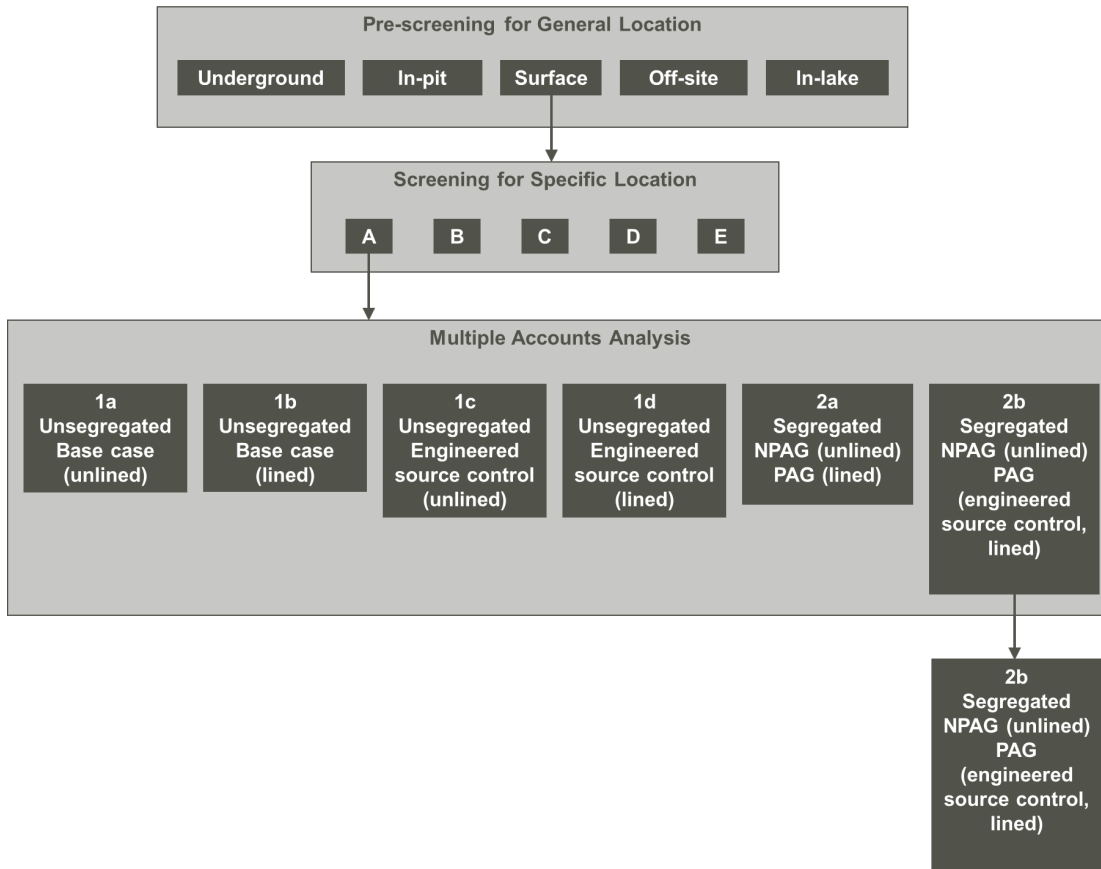 Pre-screening for General Location
Underground
In-pit
Surface
Off-site
In-lake
Screening for Specific Location
A
B
C
D
E
Multiple Accounts Analysis
1a
Unsegregated
Base case
(unlined)
1b
Unsegregated
Base case
(lined)
1c
Unsegregated
Engineered
source control
(unlined)
1d
Unsegregated
Engineered
source control
(lined)
2a
Segregated
NPAG (unlined)
PAG (lined)
2b
Segregated
NPAG (unlined)
PAG
(engineered
source control,
lined)
2b
Segregated
NPAG (unlined)
PAG
(engineered
source control,
lined)